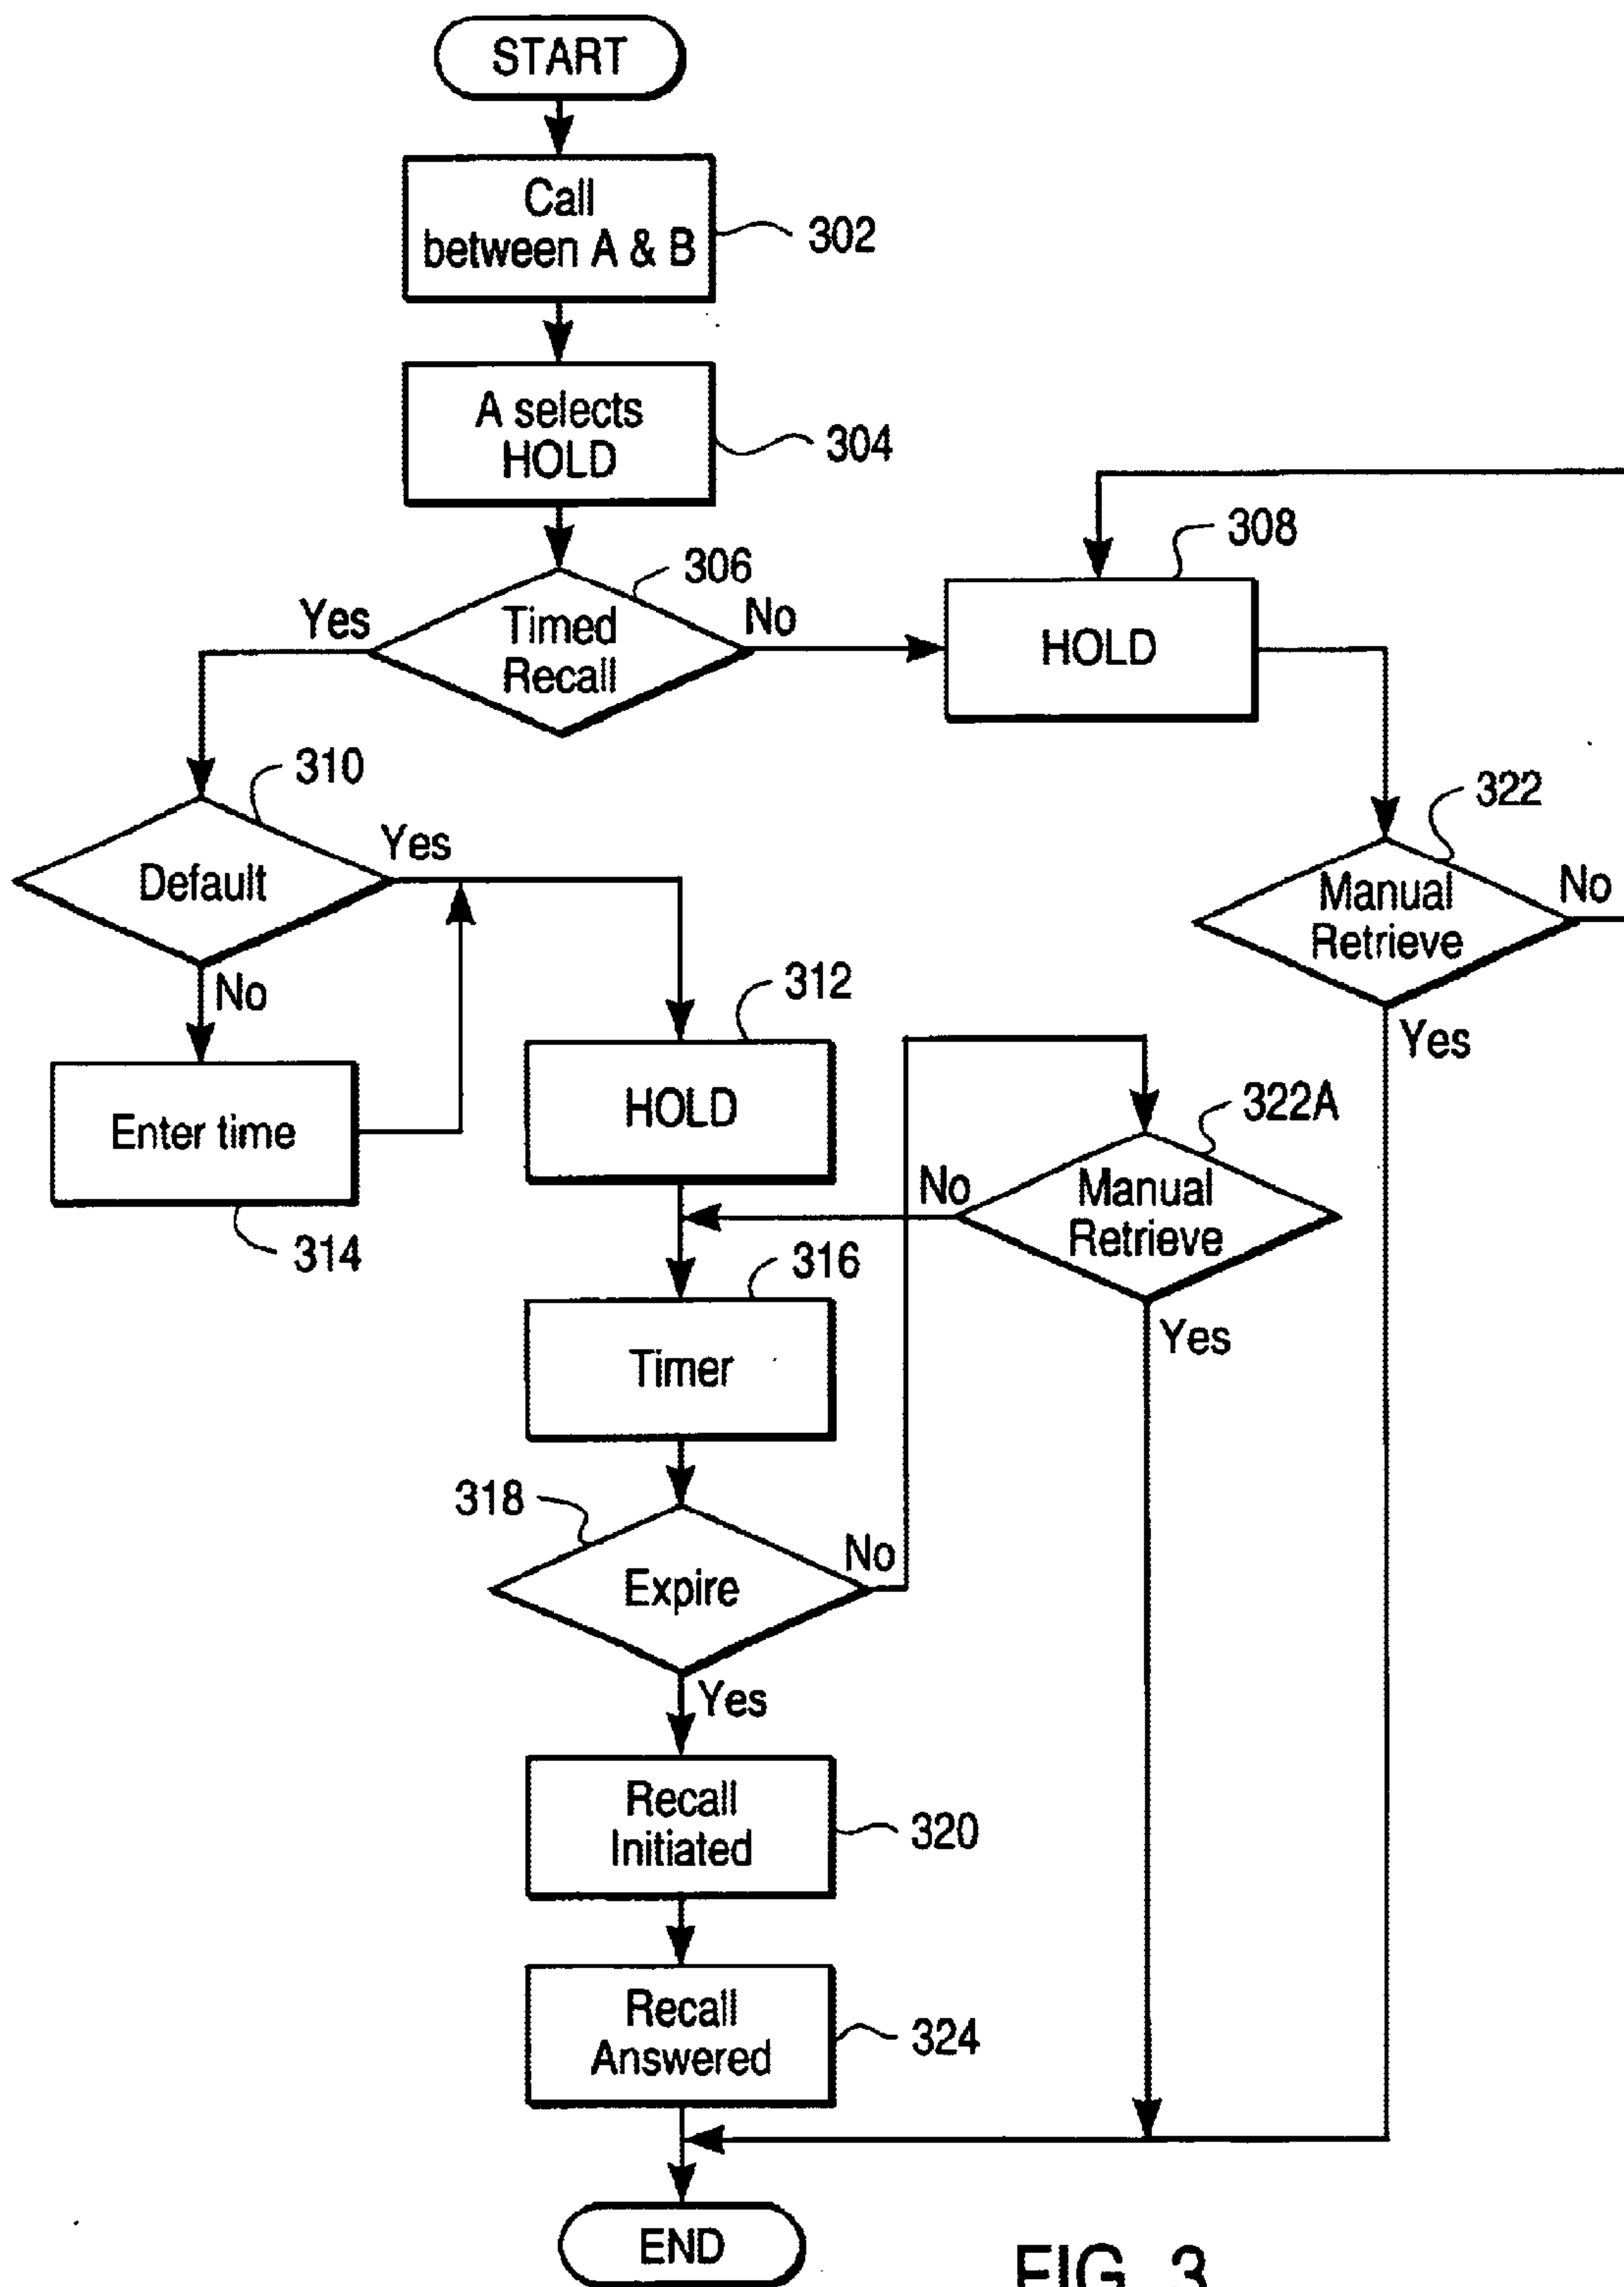 START
Call
between A & B
302
A selects
HOLD
304
306
Timed
Recall
Yes
No
308
HOLD
310
Default
Yes
No
322
Manual
Retrieve
No
Yes
312
HOLD
Enter time
314
322A
Manual
Retrieve
No
Yes
316
Timer
318
Expire
No
Yes
Recall
Initiated
320
Recall
Answered
324
END
FIG. 3